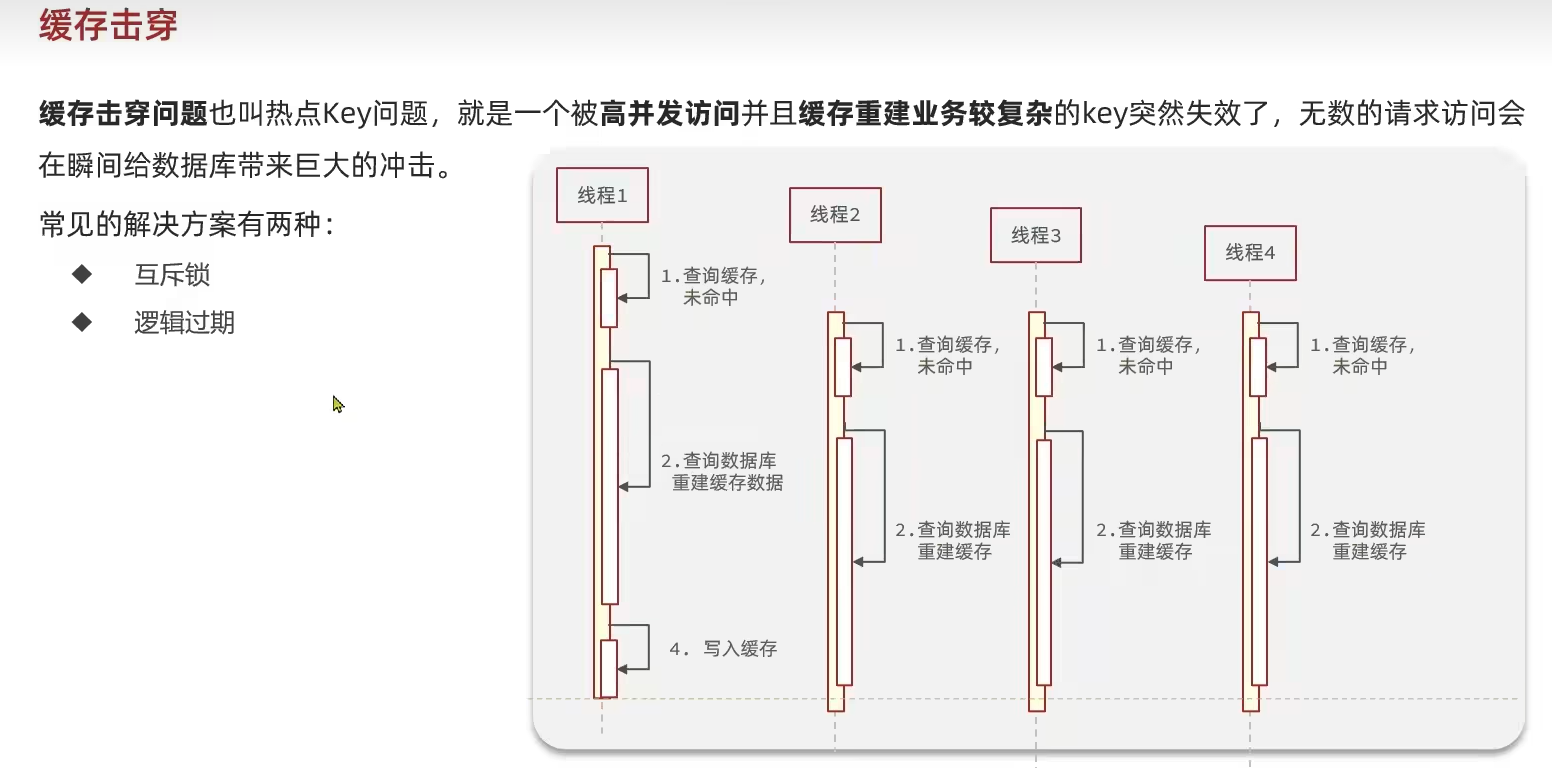 缓存击穿
缓存击穿问题也叫热点Key问题，就是一个被高并发访问并且缓存重建业务较复杂的key突然失效了，无数的请求访问会
在瞬间给数据库带来巨大的冲击。
常见的解决方案有两种：
互斥锁
逻辑过期
线程1
1.查询缓存，
未命中
2.查询数据库
重建缓存数据
4. 写入缓存
线程2
1.查询缓存，
未命中
2.查询数据库
重建缓存
线程3
1.查询缓存，
未命中
2.查询数据库
重建缓存
线程4
1.查询缓存，
未命中
2.查询数据库
重建缓存